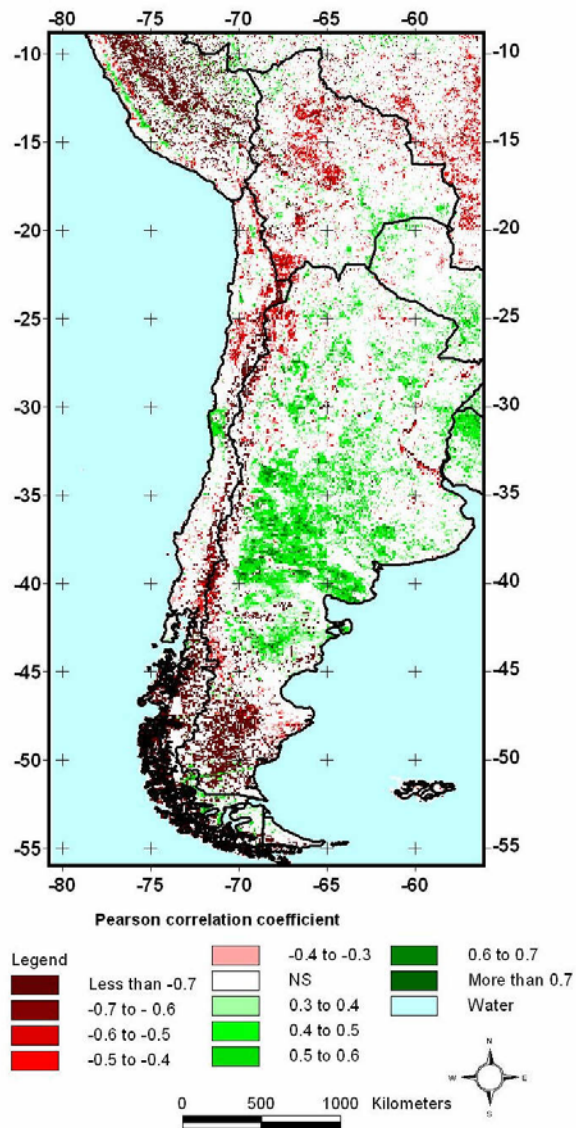 -80 -75 -70 -65 -60
-10 -10
-15 -15
-20 -20
-25 -25
-30 -30
-35 -35
-40 -40
-45 -45
-50 -50
-55 -55
-80 -75 -70 -65 -60
Pearson correlation coefficient
Legend
Less than -0.7
-0.7 to - 0.6
-0.6 to -0.5
-0.5 to -0.4
-0.4 to -0.3
NS
0.3 to 0.4
0.4 to 0.5
0.5 to 0.6
0.6 to 0.7
More than 0.7
Water
N
W E
S
0 500 1000 Kilometers